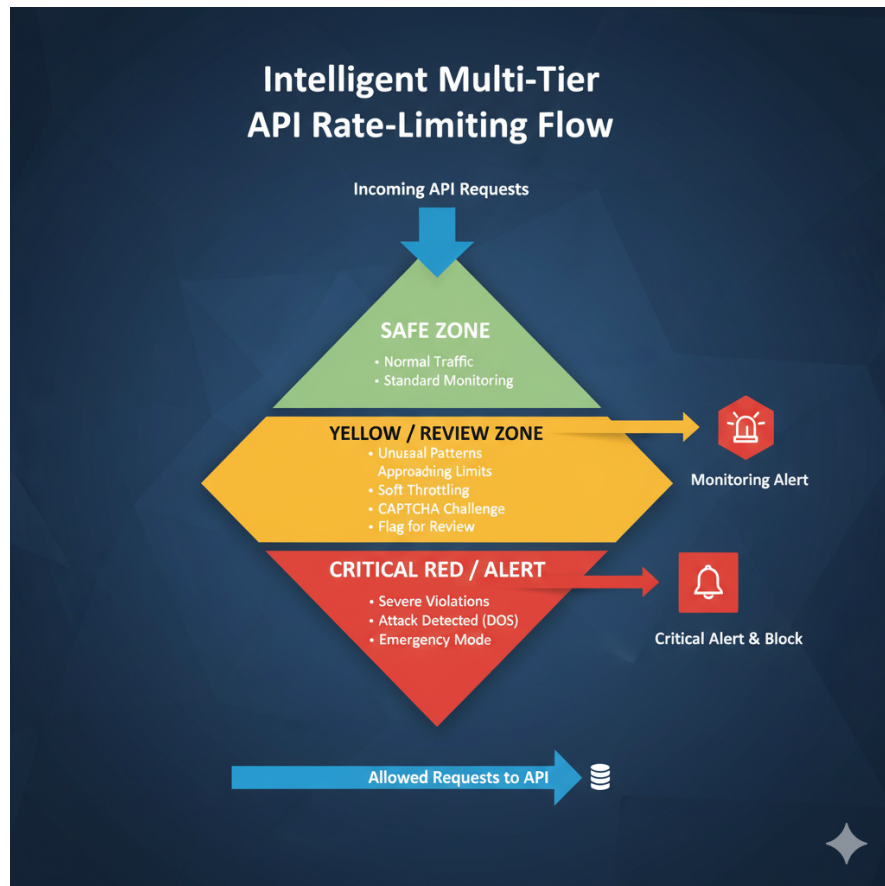 Intelligent Multi-Tier
API Rate-Limiting Flow
Incoming API Requests
SAFE ZONE
• Normal Traffic
• Standard Monitoring
YELLOW / REVIEW ZONE
• Unusaal Patterns
Approaching Limits
• Soft Throttling
• CAPTCHA Challenge
• Flag for Review
Monitoring Alert
CRITICAL RED / ALERT
• Severe Violations
• Attack Detected (DOS)
• Emergency Mode
Critical Alert & Block
Allowed Requests to API